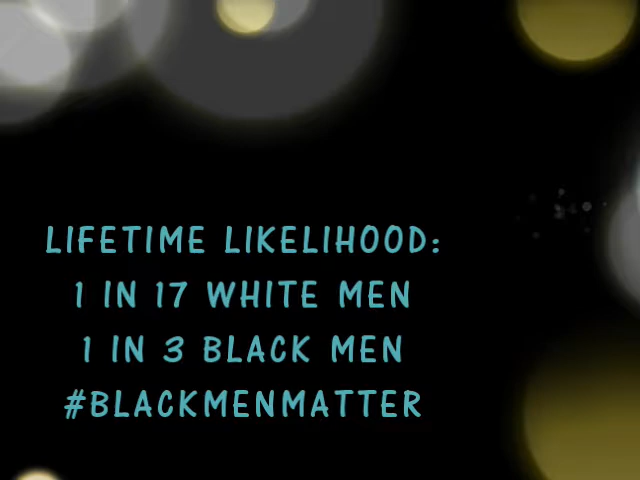 LIFETIME LIKELIHOOD:
1 IN 17 WHITE MEN
1 IN 3 BLACK MEN
#BLACKMENMATTER